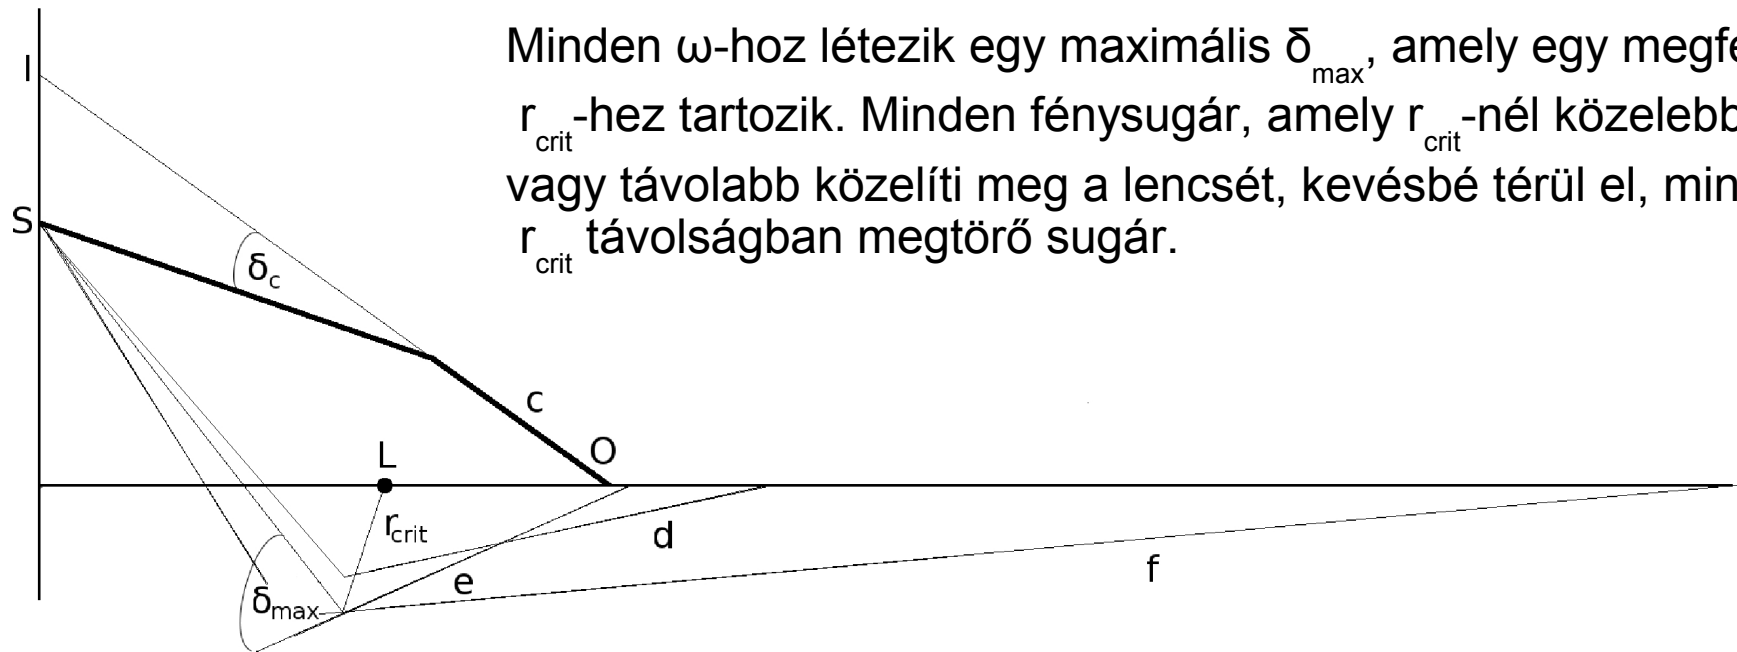 Minden ω-hoz létezik egy maximális δmax, amely egy megfe
rcrit-hez tartozik. Minden fénysugár, amely rcrit-nél közelebb
vagy távolabb közelíti meg a lencsét, kevésbé térül el, min
rcrit távolságban megtörő sugár.
I
S
δc
c
O
L
rcrit
d
e
f
δmax